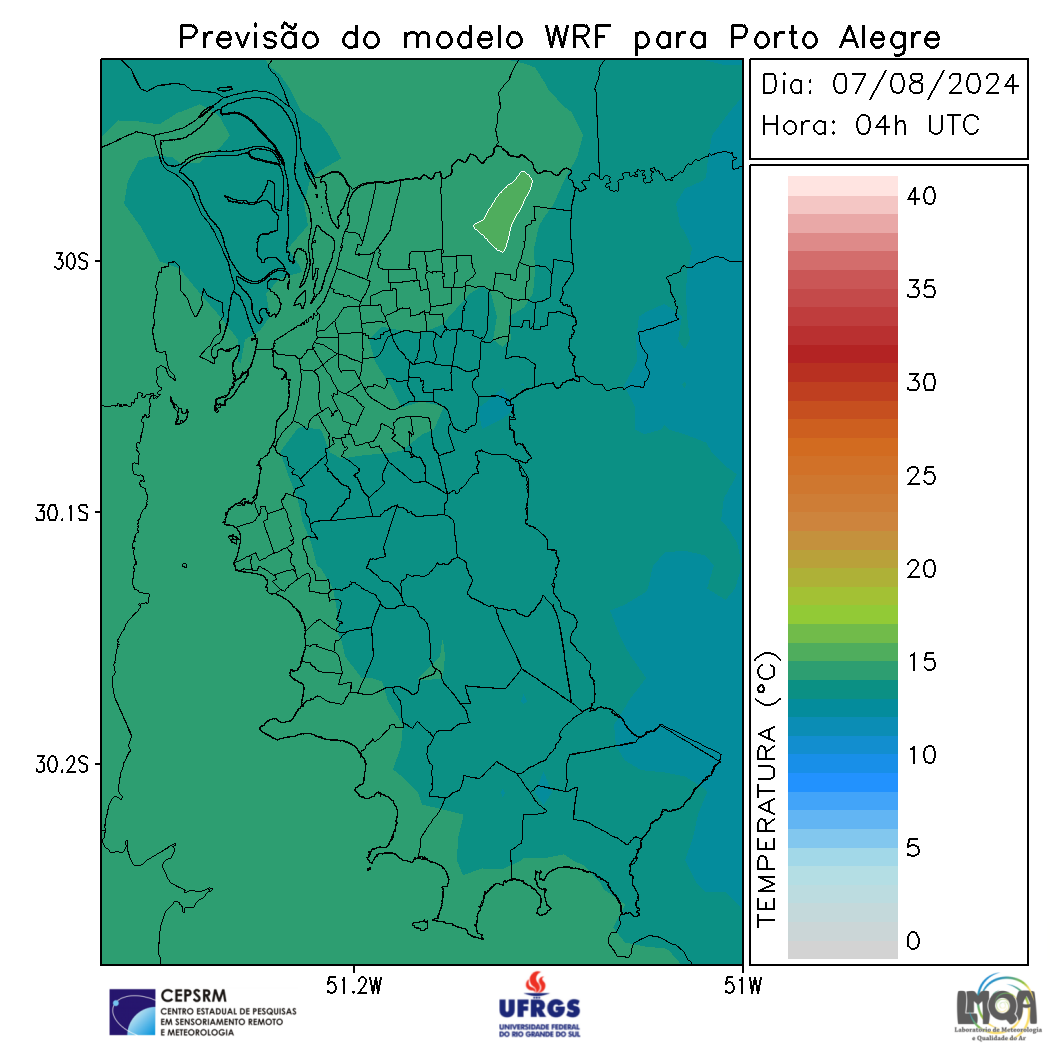 Previsão do modelo WRF para Porto Alegre
Dia: 07/08/2024
Hora: 04h UTC
40
35
30
25
20
15
10
5
0
TEMPERATURA (°C)
30S
30.1S
30.2S
51.2W
51W
CEPSRM
CENTRO ESTADUAL DE PESQUISAS
EM SENSORIAMENTO REMOTO
E METEOROLOGIA
UFRGS
UNIVERSIDADE FEDERAL
DO RIO GRANDE DO SUL
LMQA
Laboratório de Meteorologia
e Qualidade do Ar